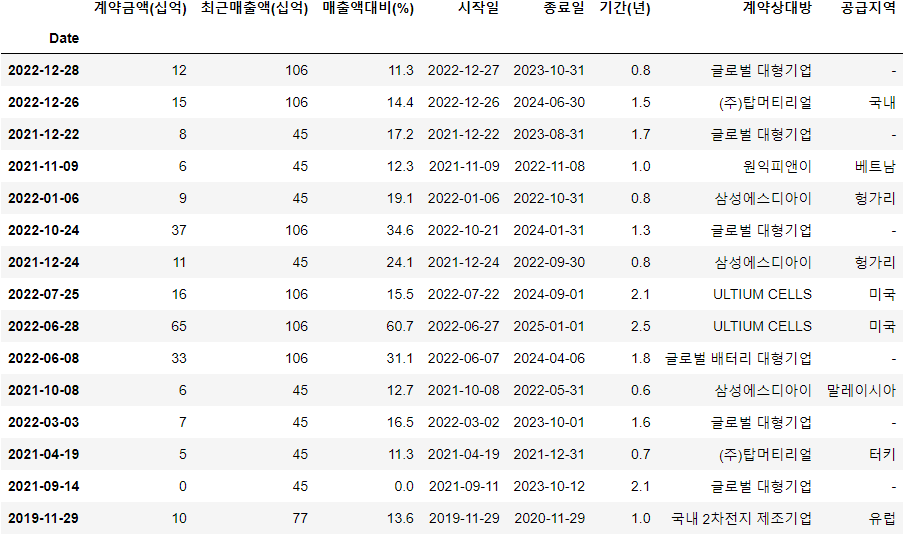 계약금액(십억) 최근매출액(십억) 매출액대비(%) 시작일 종료일 기간(년) 계약상대방 공급지역
Date
2022-12-28 12 106 11.3 2022-12-27 2023-10-31 0.8 글로벌 대형기업 -
2022-12-26 15 106 14.4 2022-12-26 2024-06-30 1.5 (주)탑머티리얼 국내
2021-12-22 8 45 17.2 2021-12-22 2023-08-31 1.7 글로벌 대형기업 -
2021-11-09 6 45 12.3 2021-11-09 2022-11-08 1.0 원익피앤이 베트남
2022-01-06 9 45 19.1 2022-01-06 2022-10-31 0.8 삼성에스디아이 헝가리
2022-10-24 37 106 34.6 2022-10-21 2024-01-31 1.3 글로벌 대형기업 -
2021-12-24 11 45 24.1 2021-12-24 2022-09-30 0.8 삼성에스디아이 헝가리
2022-07-25 16 106 15.5 2022-07-22 2024-09-01 2.1 ULTIUM CELLS 미국
2022-06-28 65 106 60.7 2022-06-27 2025-01-01 2.5 ULTIUM CELLS 미국
2022-06-08 33 106 31.1 2022-06-07 2024-04-06 1.8 글로벌 배터리 대형기업 -
2021-10-08 6 45 12.7 2021-10-08 2022-05-31 0.6 삼성에스디아이 말레이시아
2022-03-03 7 45 16.5 2022-03-02 2023-10-01 1.6 글로벌 대형기업 -
2021-04-19 5 45 11.3 2021-04-19 2021-12-31 0.7 (주)탑머티리얼 터키
2021-09-14 0 45 0.0 2021-09-11 2023-10-12 2.1 글로벌 대형기업 -
2019-11-29 10 77 13.6 2019-11-29 2020-11-29 1.0 국내 2차전지 제조기업 유럽